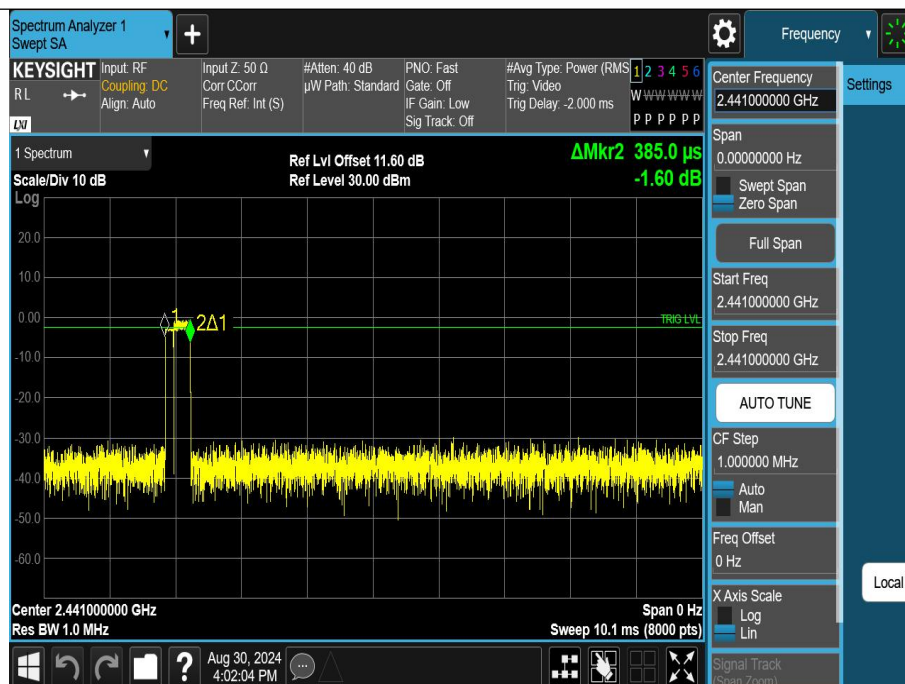 Spectrum Analyzer 1
Swept SA
+
Frequency
KEYSIGHT
RL
LXI
Input: RF
Coupling: DC
Align: Auto
Input Z: 50 Ω
Corr CCorr
Freq Ref: Int (S)
#Atten: 40 dB
µW Path: Standard
PNO: Fast
Gate: Off
IF Gain: Low
Sig Track: Off
#Avg Type: Power (RMS
Trig: Video
Trig Delay: -2.000 ms
1 2 3 4 5 6
W W W W W W
P P P P P P
1 Spectrum
Scale/Div 10 dB
Log
Ref Lvl Offset 11.60 dB
Ref Level 30.00 dBm
ΔMkr2 385.0 µs
-1.60 dB
20.0
10.0
0.00
-10.0
-20.0
-30.0
-40.0
-50.0
-60.0
1
2Δ1
TRIG LVL
Center 2.441000000 GHz
Res BW 1.0 MHz
Span 0 Hz
Sweep 10.1 ms (8000 pts)
Aug 30, 2024
4:02:04 PM
?
Center Frequency
2.441000000 GHz
Span
0.00000000 Hz
Swept Span
Zero Span
Full Span
Start Freq
2.441000000 GHz
Stop Freq
2.441000000 GHz
AUTO TUNE
CF Step
1.000000 MHz
Auto
Man
Freq Offset
0 Hz
X Axis Scale
Log
Lin
Signal Track
(Span Zoom)
Settings
Local